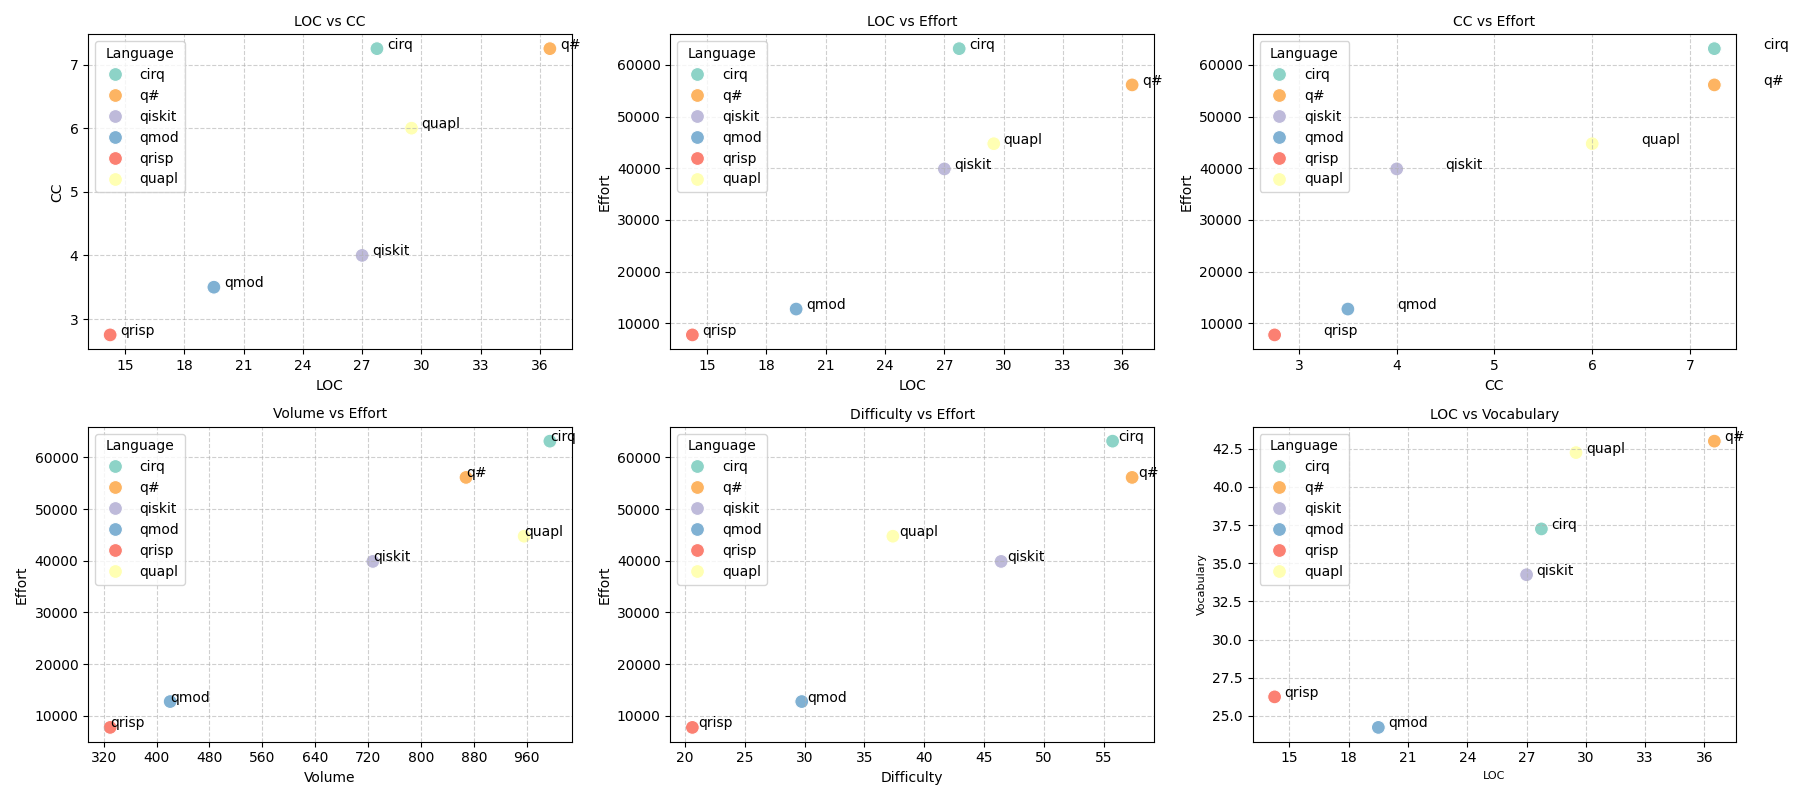 LOC vs CC
Language
cirq
q#
qiskit
qmod
qrisp
quapl
cirq
q#
quapl
qiskit
qmod
qrisp
7
6
5
4
3
CC
15 18 21 24 27 30 33 36
LOC
LOC vs Effort
Language
cirq
q#
qiskit
qmod
qrisp
quapl
cirq
q#
quapl
qiskit
qmod
qrisp
60000
50000
40000
30000
20000
10000
Effort
15 18 21 24 27 30 33 36
LOC
CC vs Effort
Language
cirq
q#
qiskit
qmod
qrisp
quapl
cirq
q#
quapl
qiskit
qmod
qrisp
60000
50000
40000
30000
20000
10000
Effort
3 4 5 6 7
CC
Volume vs Effort
Language
cirq
q#
qiskit
qmod
qrisp
quapl
cirq
q#
quapl
qiskit
qmod
qrisp
60000
50000
40000
30000
20000
10000
Effort
320 400 480 560 640 720 800 880 960
Volume
Difficulty vs Effort
Language
cirq
q#
qiskit
qmod
qrisp
quapl
cirq
q#
quapl
qiskit
qmod
qrisp
60000
50000
40000
30000
20000
10000
Effort
20 25 30 35 40 45 50 55
Difficulty
LOC vs Vocabulary
Language
cirq
q#
qiskit
qmod
qrisp
quapl
q#
quapl
cirq
qiskit
qrisp
qmod
42.5
40.0
37.5
35.0
32.5
30.0
27.5
25.0
Vocabulary
15 18 21 24 27 30 33 36
LOC